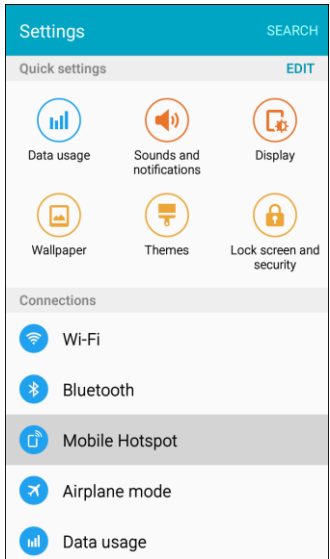 Settings
SEARCH
Quick settings
EDIT
Data usage
Sounds and
notifications
Display
Wallpaper
Themes
Lock screen and
security
Connections
Wi-Fi
Bluetooth
Mobile Hotspot
Airplane mode
Data usage